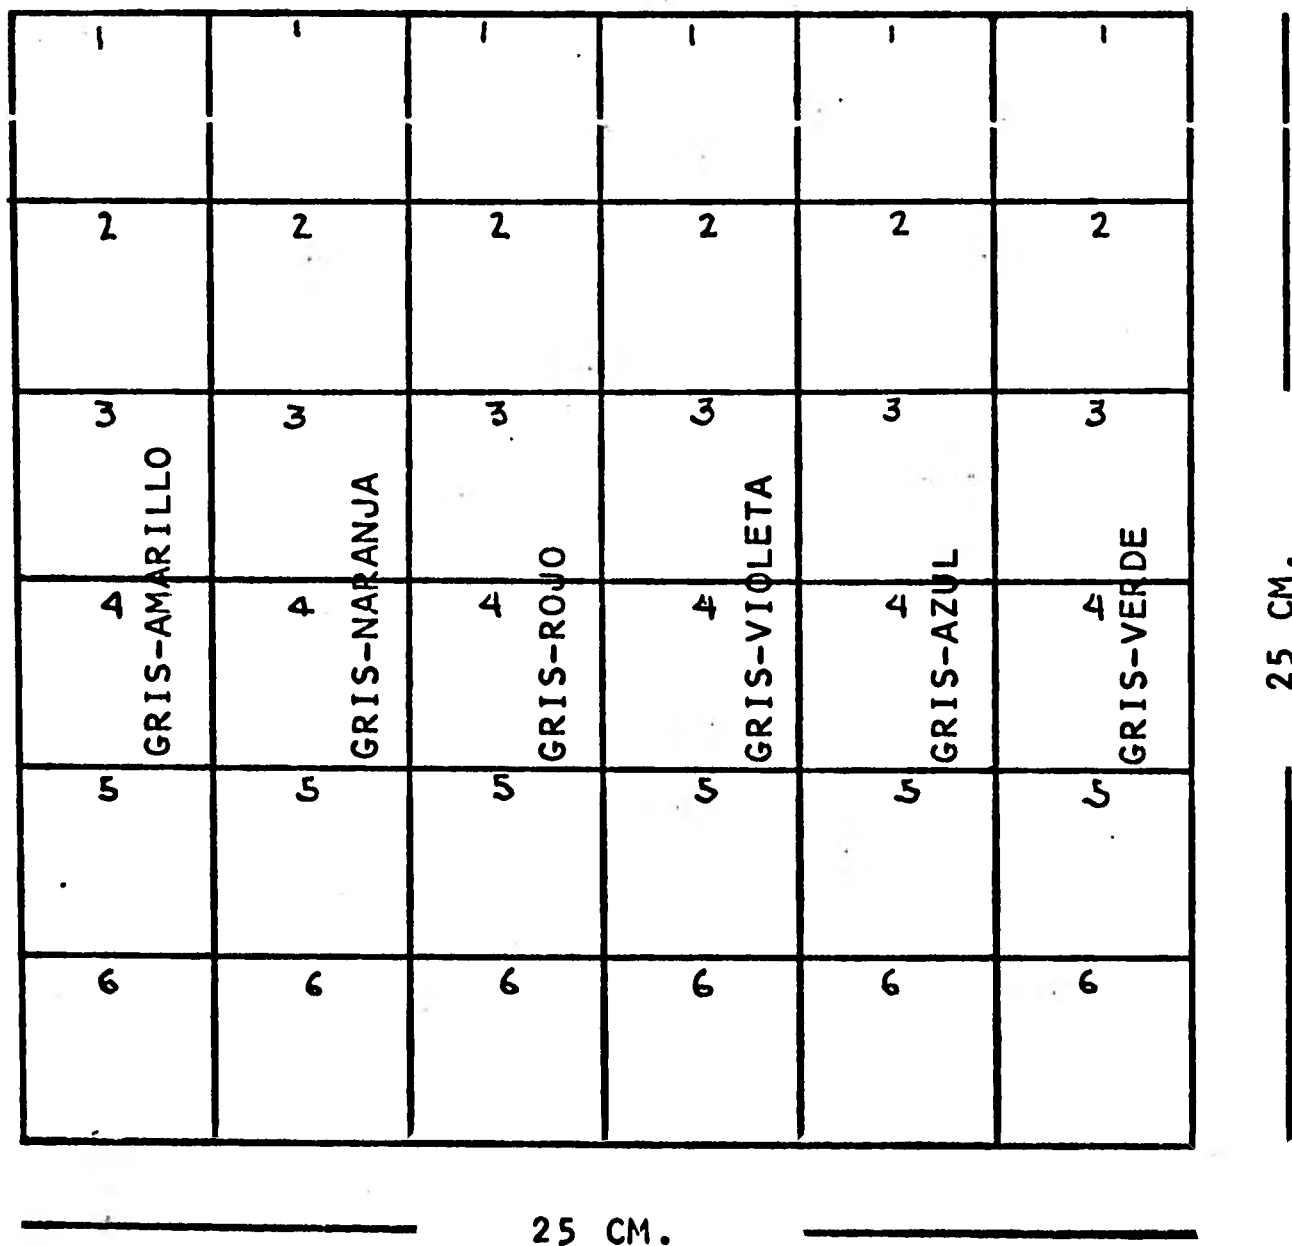 1 1 1 1 1 1
2 2 2 2 2 2
3 3 3 3 3 3
GRIS-AMARILLO
GRIS-NARANJA
GRIS-ROJO
GRIS-VIOLETA
GRIS-AZUL
GRIS-VERDE
4 4 4 4 4 4
5 5 5 5 5 5
6 6 6 6 6 6
25 CM.
25 CM.